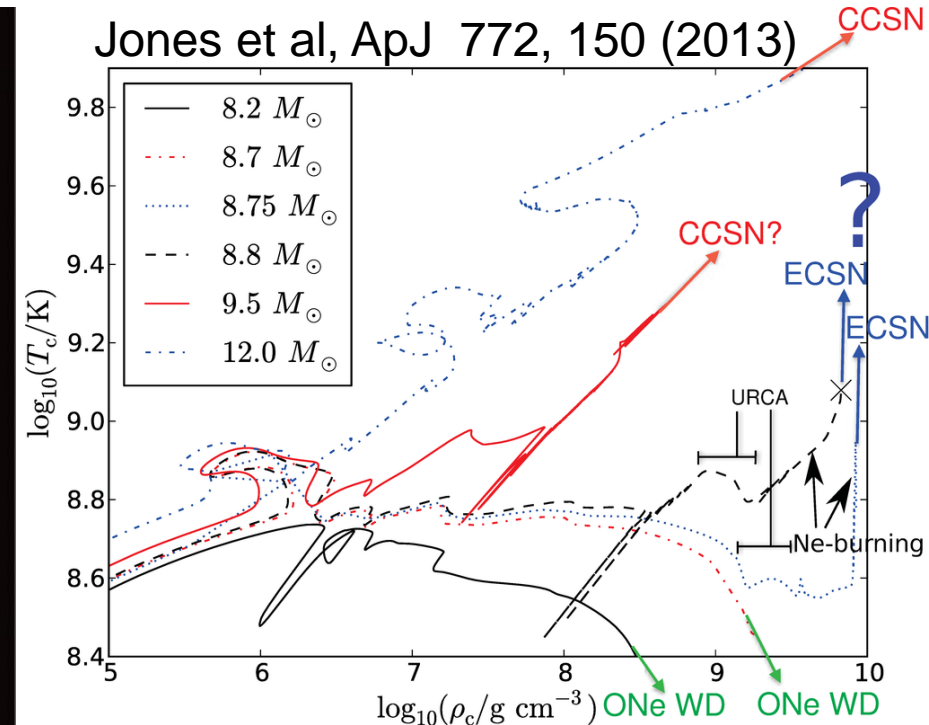 Jones et al, ApJ 772, 150 (2013)
CCSN
8.2 M⊙
8.7 M⊙
8.75 M⊙
8.8 M⊙
9.5 M⊙
12.0 M⊙
?
CCSN?
ECSN
ECSN
URCA
Ne-burning
ONe WD
ONe WD
log₁₀(T_c/K)
9.8
9.6
9.4
9.2
9.0
8.8
8.6
8.4
5 6 7 8 9 10
log₁₀(ρ_c/g cm⁻³)